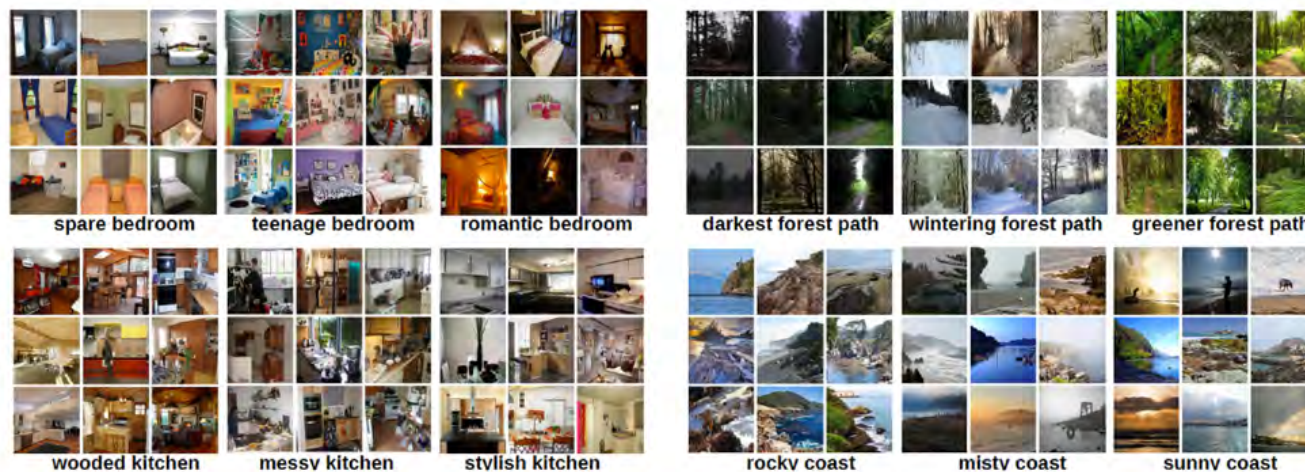 spare bedroom teenage bedroom romantic bedroom darkest forest path wintering forest path greener forest path
wooded kitchen messy kitchen stylish kitchen rocky coast misty coast sunny coast